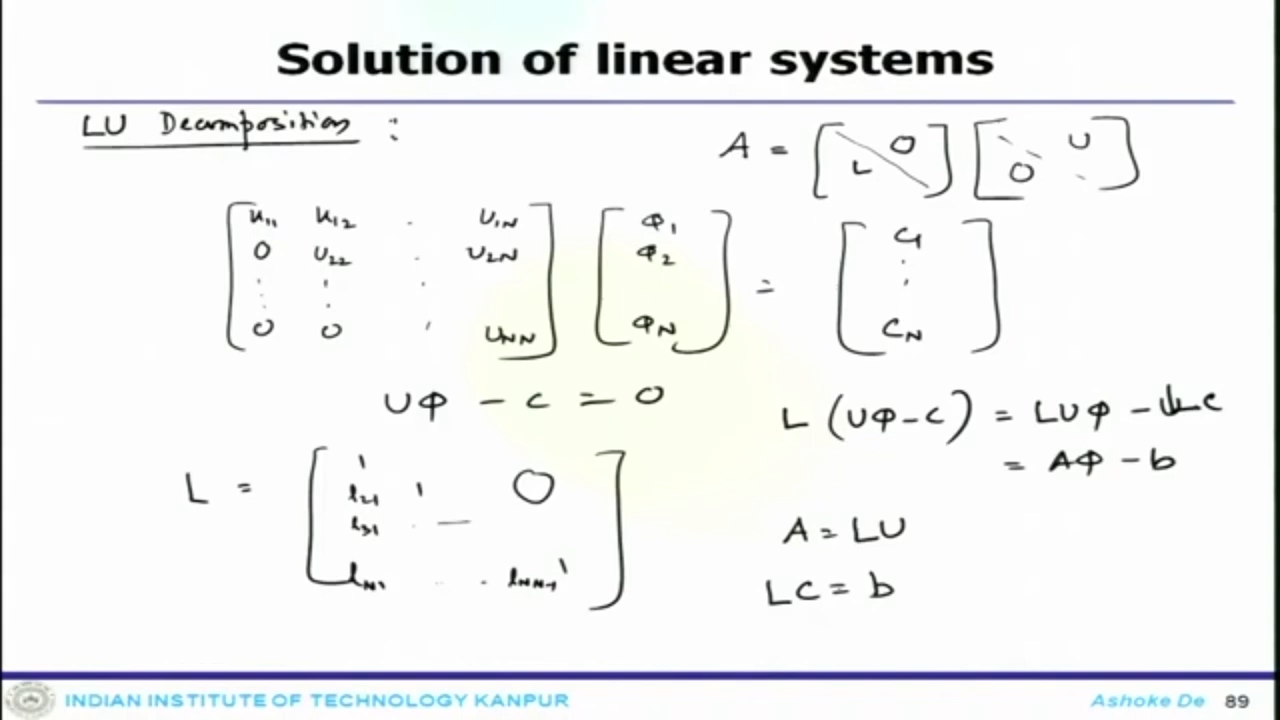 Solution of linear systems
LU Decomposition :
A = [ L 0 ] [ 0 U ]
[ u11 u12 . U1N ] [ φ1 ] = [ C1 ]
[ 0 U22 . U2N ] [ φ2 ] [ . ]
[ 0 0 . UNN ] [ φN ] [ CN ]
Uφ - c = 0
L (Uφ - c) = LUφ - Lc
= Aφ - b
L = [ 1 0 ]
[ l21 1 ]
[ l31 . - ]
[ lN1 . . lNN-1 1 ]
A = LU
LC = b
INDIAN INSTITUTE OF TECHNOLOGY KANPUR
Ashoke De 89